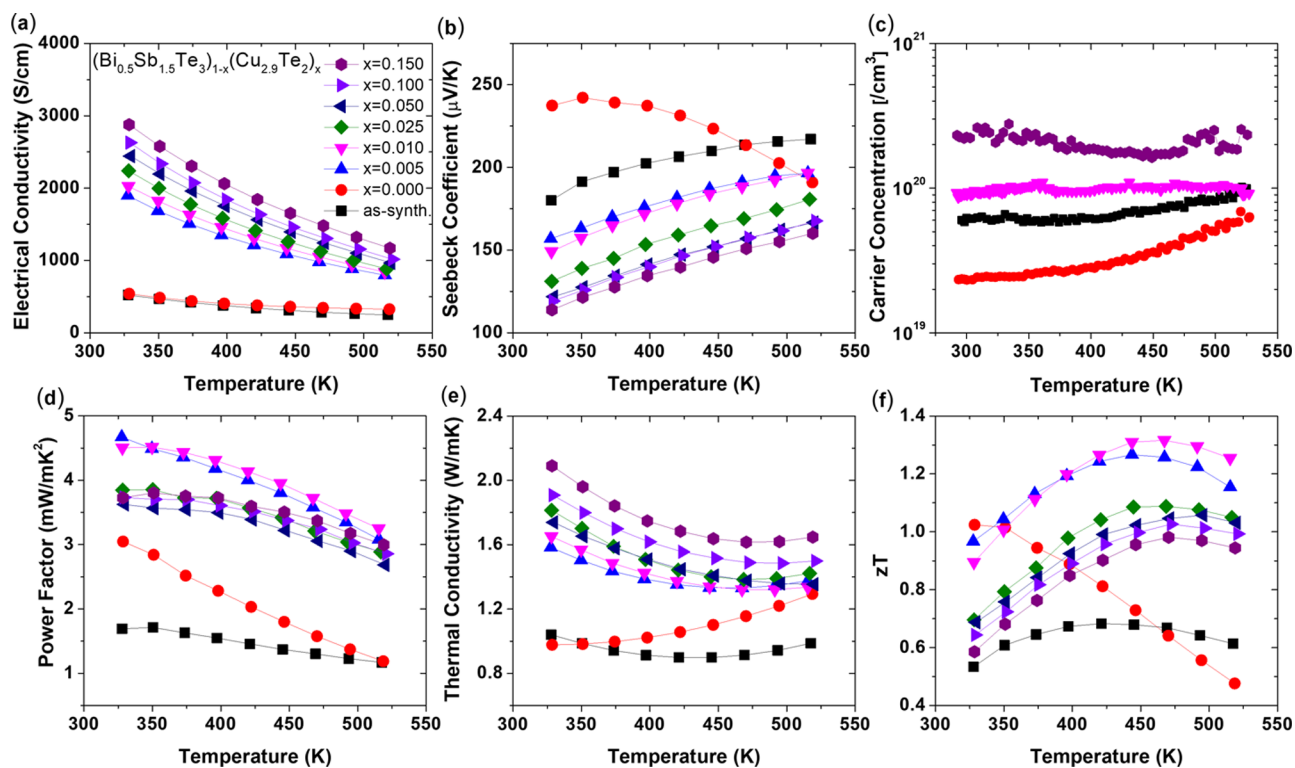 (a)
(Bi0.5Sb1.5Te3)1-x(Cu2.9Te2)x
x=0.150
x=0.100
x=0.050
x=0.025
x=0.010
x=0.005
x=0.000
as-synth.
4000
3000
2000
1000
0
Electrical Conductivity (S/cm)
300 350 400 450 500 550
Temperature (K)
(b)
250
200
150
100
Seebeck Coefficient (μV/K)
300 350 400 450 500 550
Temperature (K)
(c)
10^21
10^20
10^19
Carrier Concentration [/cm^3]
300 350 400 450 500 550
Temperature (K)
(d)
5
4
3
2
1
Power Factor (mW/mK^2)
300 350 400 450 500 550
Temperature (K)
(e)
2.4
2.0
1.6
1.2
0.8
0.4
Thermal Conductivity (W/mK)
300 350 400 450 500 550
Temperature (K)
(f)
1.4
1.2
1.0
0.8
0.6
0.4
zT
300 350 400 450 500 550
Temperature (K)